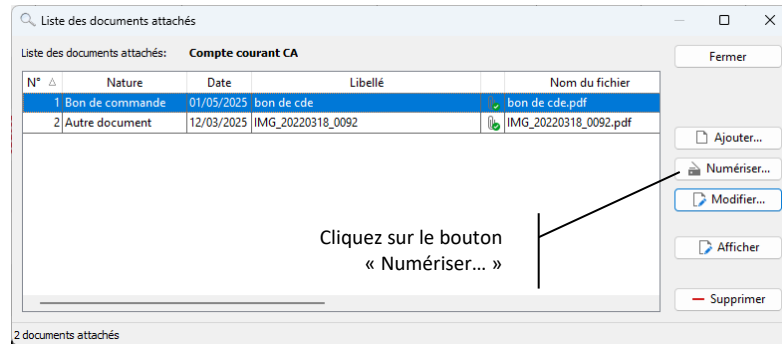 Liste des documents attachés
Liste des documents attachés: Compte courant CA
Fermer
N° Nature Date Libellé Nom du fichier
1 Bon de commande 01/05/2025 bon de cde bon de cde.pdf
2 Autre document 12/03/2025 IMG_20220318_0092 IMG_20220318_0092.pdf
Ajouter...
Numériser...
Modifier...
Cliquez sur le bouton
« Numériser… »
Afficher
Supprimer
2 documents attachés